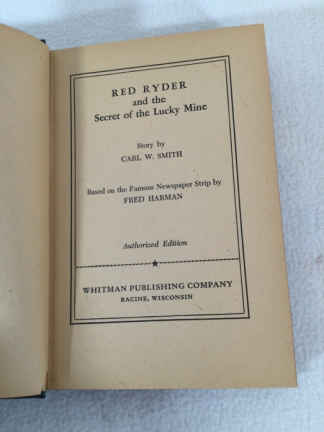 RED RYDER
and the
Secret of the Lucky Mine
Story by
CARL W. SMITH
Based on the Famous Newspaper Strip by
FRED HARMAN
Authorized Edition
WHITMAN PUBLISHING COMPANY
RACINE, WISCONSIN